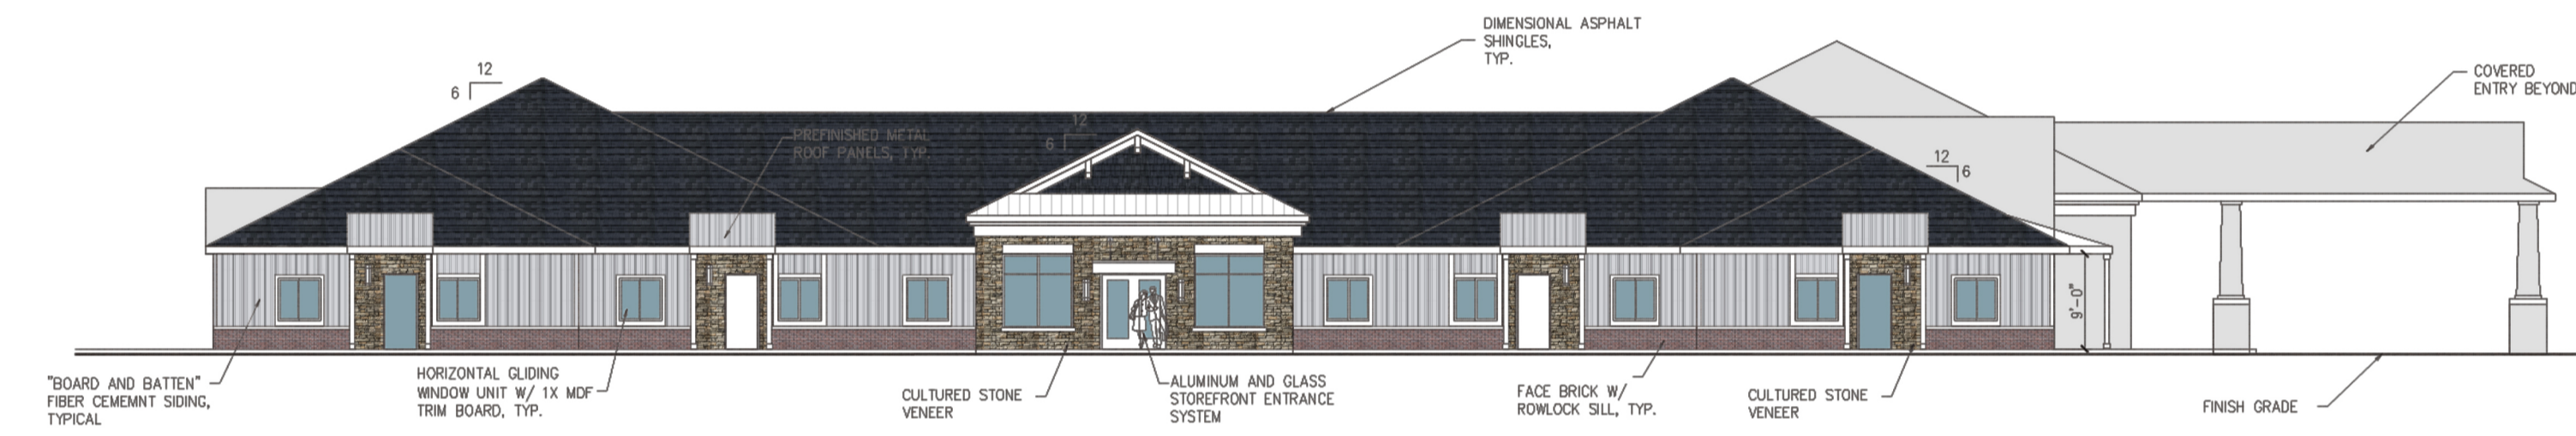 DIMENSIONAL ASPHALT
SHINGLES,
TYP.
COVERED
ENTRY BEYOND
12
6
PREFINISHED METAL
ROOF PANELS, TYP.
12
6
12
6
9'-0"
"BOARD AND BATTEN"
FIBER CEMEMNT SIDING,
TYPICAL
HORIZONTAL GLIDING
WINDOW UNIT W/ 1X MDF
TRIM BOARD, TYP.
CULTURED STONE
VENEER
ALUMINUM AND GLASS
STOREFRONT ENTRANCE
SYSTEM
FACE BRICK W/
ROWLOCK SILL, TYP.
CULTURED STONE
VENEER
FINISH GRADE